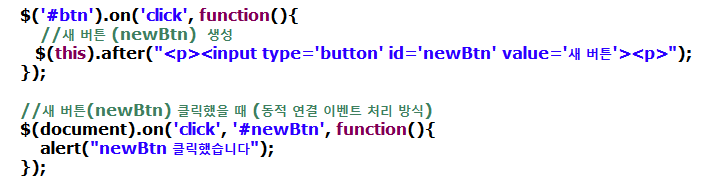 $('#btn').on('click', function(){
//새 버튼 (newBtn) 생성
$(this).after("<p><input type='button' id='newBtn' value='새 버튼'><p>");
});
//새 버튼(newBtn) 클릭했을 때 (동적 연결 이벤트 처리 방식)
$(document).on('click', '#newBtn', function(){
alert("newBtn 클릭했습니다");
});